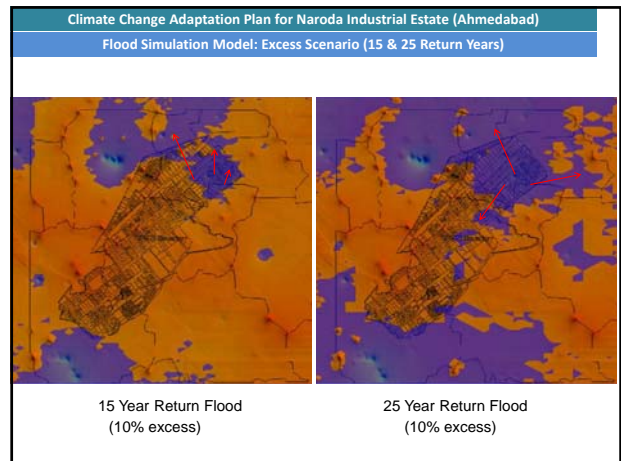 Climate Change Adaptation Plan for Naroda Industrial Estate (Ahmedabad)
Flood Simulation Model: Excess Scenario (15 & 25 Return Years)
15 Year Return Flood
(10% excess)
25 Year Return Flood
(10% excess)